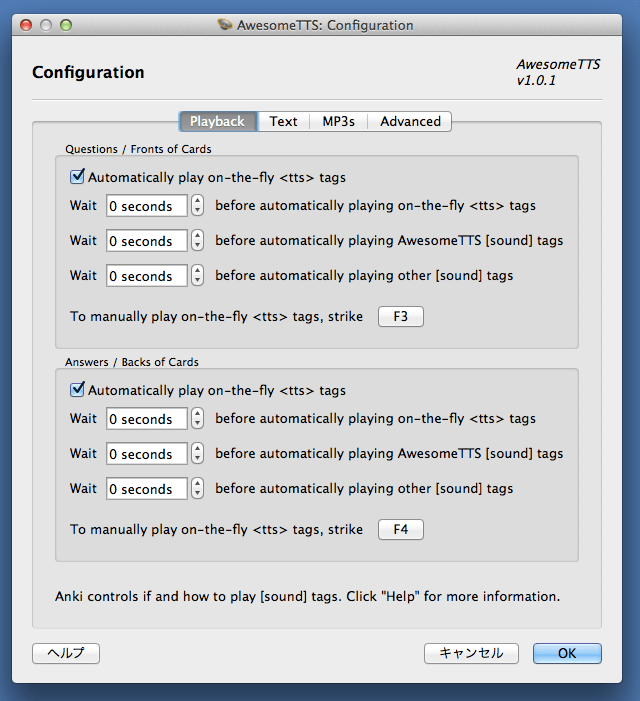 AwesomeTTS: Configuration
Configuration
AwesomeTTS
v1.0.1
Playback Text MP3s Advanced
Questions / Fronts of Cards
Automatically play on-the-fly <tts> tags
Wait 0 seconds before automatically playing on-the-fly <tts> tags
Wait 0 seconds before automatically playing AwesomeTTS [sound] tags
Wait 0 seconds before automatically playing other [sound] tags
To manually play on-the-fly <tts> tags, strike F3
Answers / Backs of Cards
Automatically play on-the-fly <tts> tags
Wait 0 seconds before automatically playing on-the-fly <tts> tags
Wait 0 seconds before automatically playing AwesomeTTS [sound] tags
Wait 0 seconds before automatically playing other [sound] tags
To manually play on-the-fly <tts> tags, strike F4
Anki controls if and how to play [sound] tags. Click "Help" for more information.
ヘルプ キャンセル OK